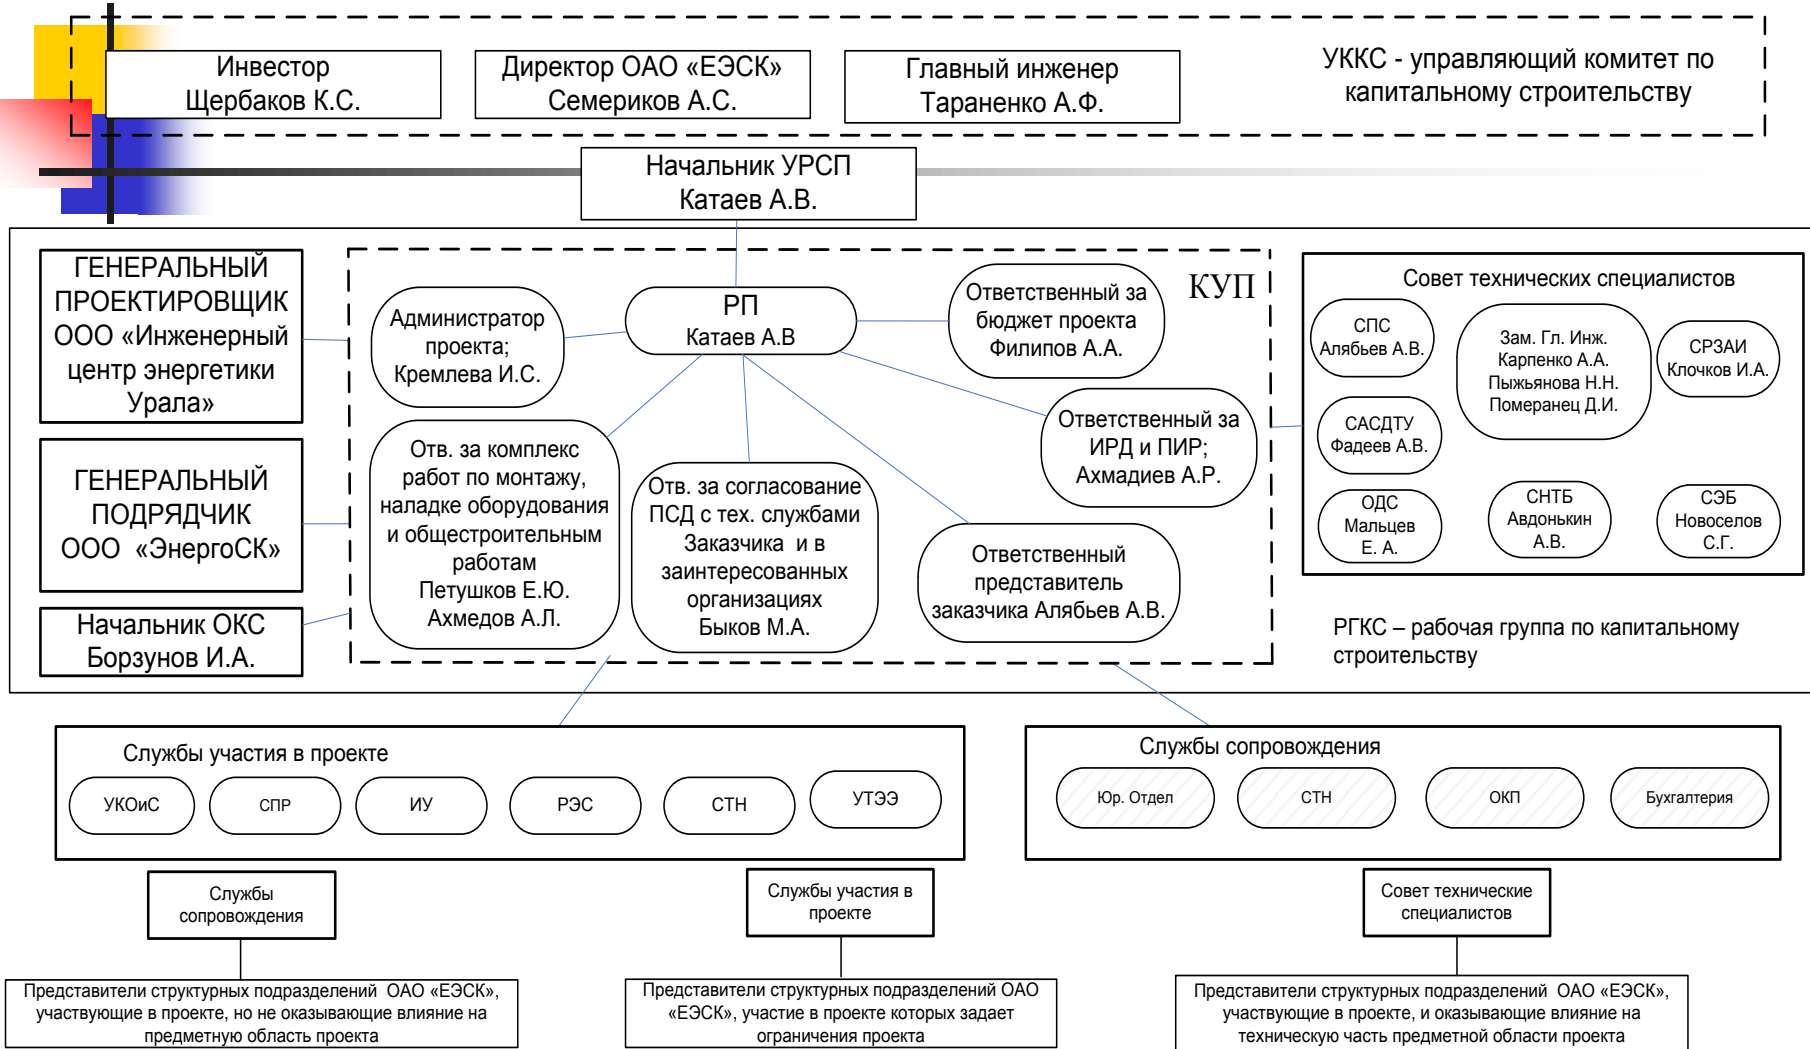 Инвестор
Щербаков К.С.
Директор ОАО «ЕЭСК»
Семериков А.С.
Главный инженер
Тараненко А.Ф.
УККС - управляющий комитет по
капитальному строительству
Начальник УРСП
Катаев А.В.
ГЕНЕРАЛЬНЫЙ
ПРОЕКТИРОВЩИК
ООО «Инженерный
центр энергетики
Урала»
ГЕНЕРАЛЬНЫЙ
ПОДРЯДЧИК
ООО «ЭнергоСК»
Начальник ОКС
Борзунов И.А.
КУП
Администратор
проекта;
Кремлева И.С.
РП
Катаев А.В
Ответственный за
бюджет проекта
Филипов А.А.
Ответственный за
ИРД и ПИР;
Ахмадиев А.Р.
Отв. за комплекс
работ по монтажу,
наладке оборудования
и общестроительным
работам
Петушков Е.Ю.
Ахмедов А.Л.
Отв. за согласование
ПСД с тех. службами
Заказчика и в
заинтересованных
организациях
Быков М.А.
Ответственный
представитель
заказчика Алябьев А.В.
Совет технических специалистов
СПС
Алябьев А.В.
Зам. Гл. Инж.
Карпенко А.А.
Пыжьянова Н.Н.
Померанец Д.И.
СРЗАИ
Клочков И.А.
САСДТУ
Фадеев А.В.
ОДС
Мальцев
Е. А.
СНТБ
Авдонькин
А.В.
СЭБ
Новоселов
С.Г.
РГКС – рабочая группа по капитальному
строительству
Службы участия в проекте
УКОиС
СПР
ИУ
РЭС
СТН
УТЭЭ
Службы сопровождения
Юр. Отдел
СТН
ОКП
Бухгалтерия
Службы
сопровождения
Представители структурных подразделений ОАО «ЕЭСК»,
участвующие в проекте, но не оказывающие влияние на
предметную область проекта
Службы участия в
проекте
Представители структурных подразделений ОАО
«ЕЭСК», участие в проекте которых задает
ограничения проекта
Совет технические
специалистов
Представители структурных подразделений ОАО «ЕЭСК»,
участвующие в проекте, и оказывающие влияние на
техническую часть предметной области проекта